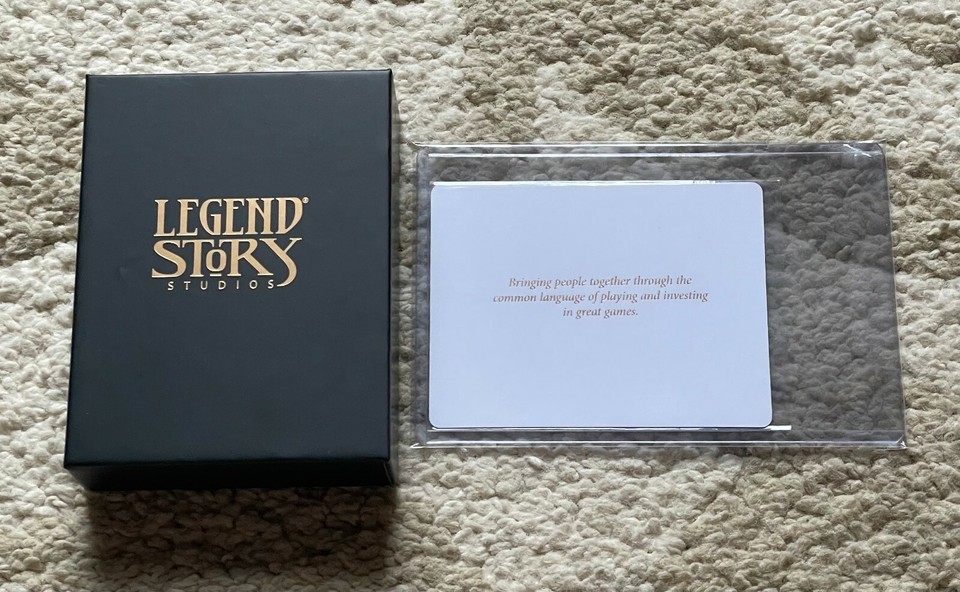 LEGEND®
STORY
STUDIOS
Bringing people together through the
common language of playing and investing
in great games.